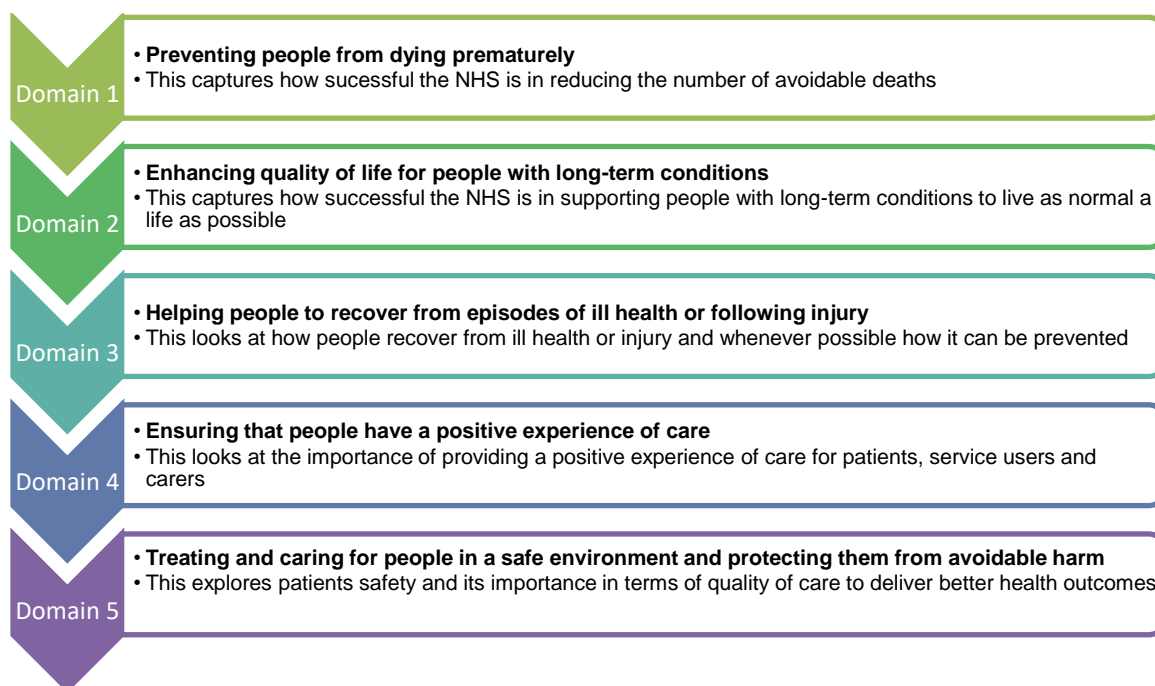 Domain 1
• Preventing people from dying prematurely
• This captures how sucessful the NHS is in reducing the number of avoidable deaths
Domain 2
• Enhancing quality of life for people with long-term conditions
• This captures how successful the NHS is in supporting people with long-term conditions to live as normal a
life as possible
Domain 3
• Helping people to recover from episodes of ill health or following injury
• This looks at how people recover from ill health or injury and whenever possible how it can be prevented
Domain 4
• Ensuring that people have a positive experience of care
• This looks at the importance of providing a positive experience of care for patients, service users and
carers
Domain 5
• Treating and caring for people in a safe environment and protecting them from avoidable harm
• This explores patients safety and its importance in terms of quality of care to deliver better health outcomes